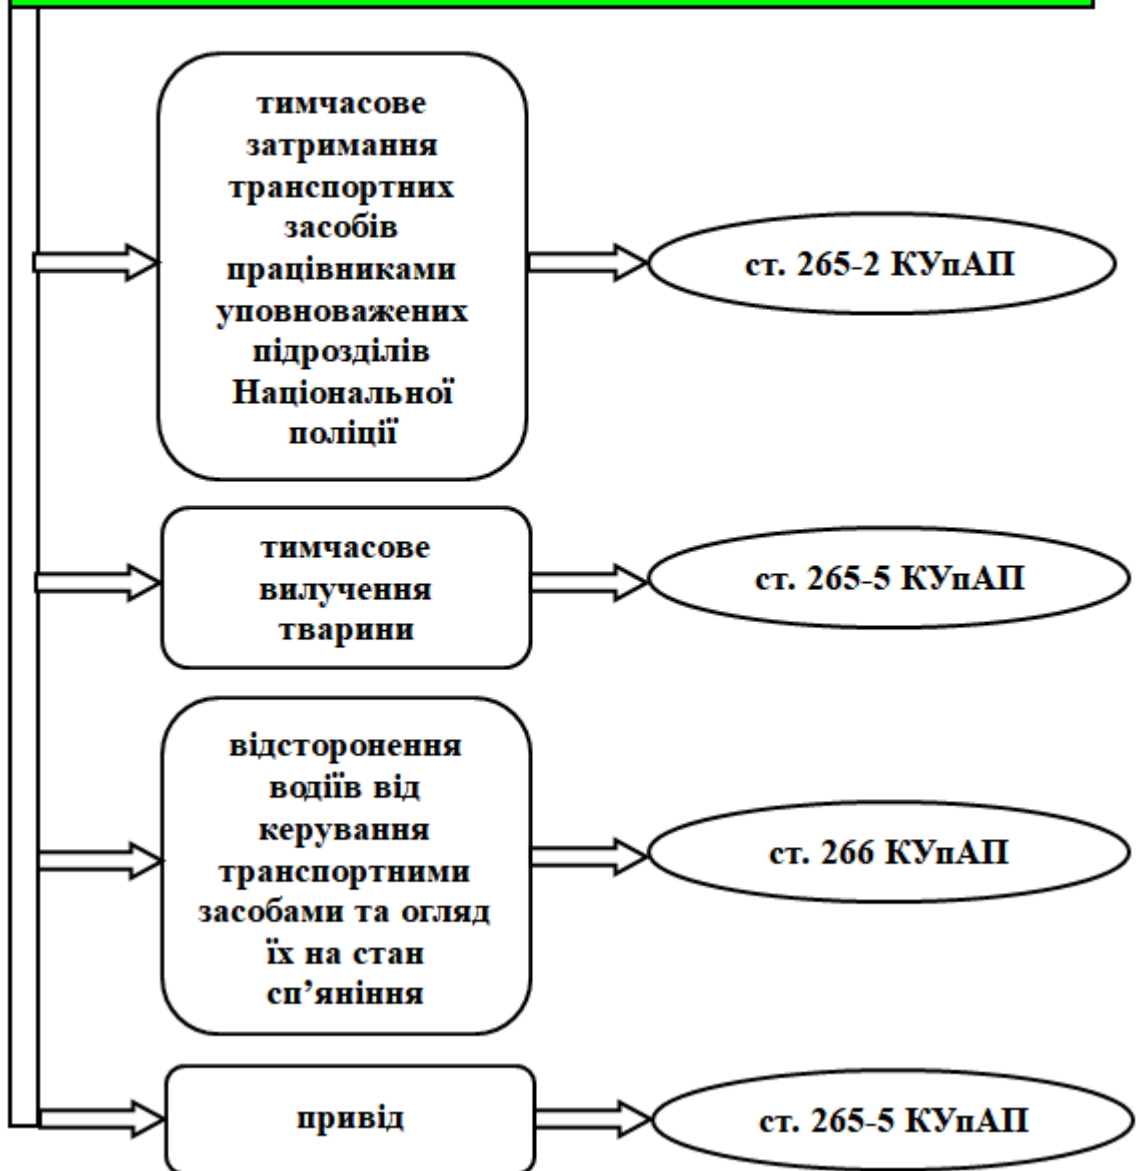 тимчасове
затримання
транспортних
засобів
працівниками
уповноважених
підрозділів
Національної
поліції
ст. 265-2 КУпАП
тимчасове
вилучення
тварини
ст. 265-5 КУпАП
відсторонення
водіїв від
керування
транспортними
засобами та огляд
їх на стан
сп’яніння
ст. 266 КУпАП
привід
ст. 265-5 КУпАП